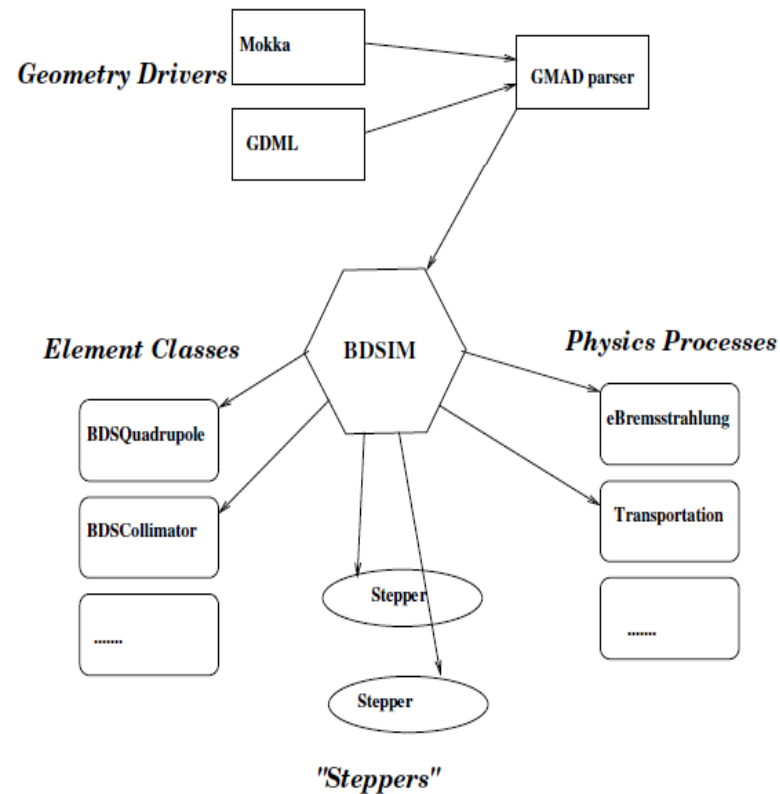 Mokka
Geometry Drivers
GMAD parser
GDML
BDSIM
Element Classes
Physics Processes
BDSQuadrupole
BDSCollimator
.......
eBremsstrahlung
Transportation
.......
Stepper
Stepper
"Steppers"